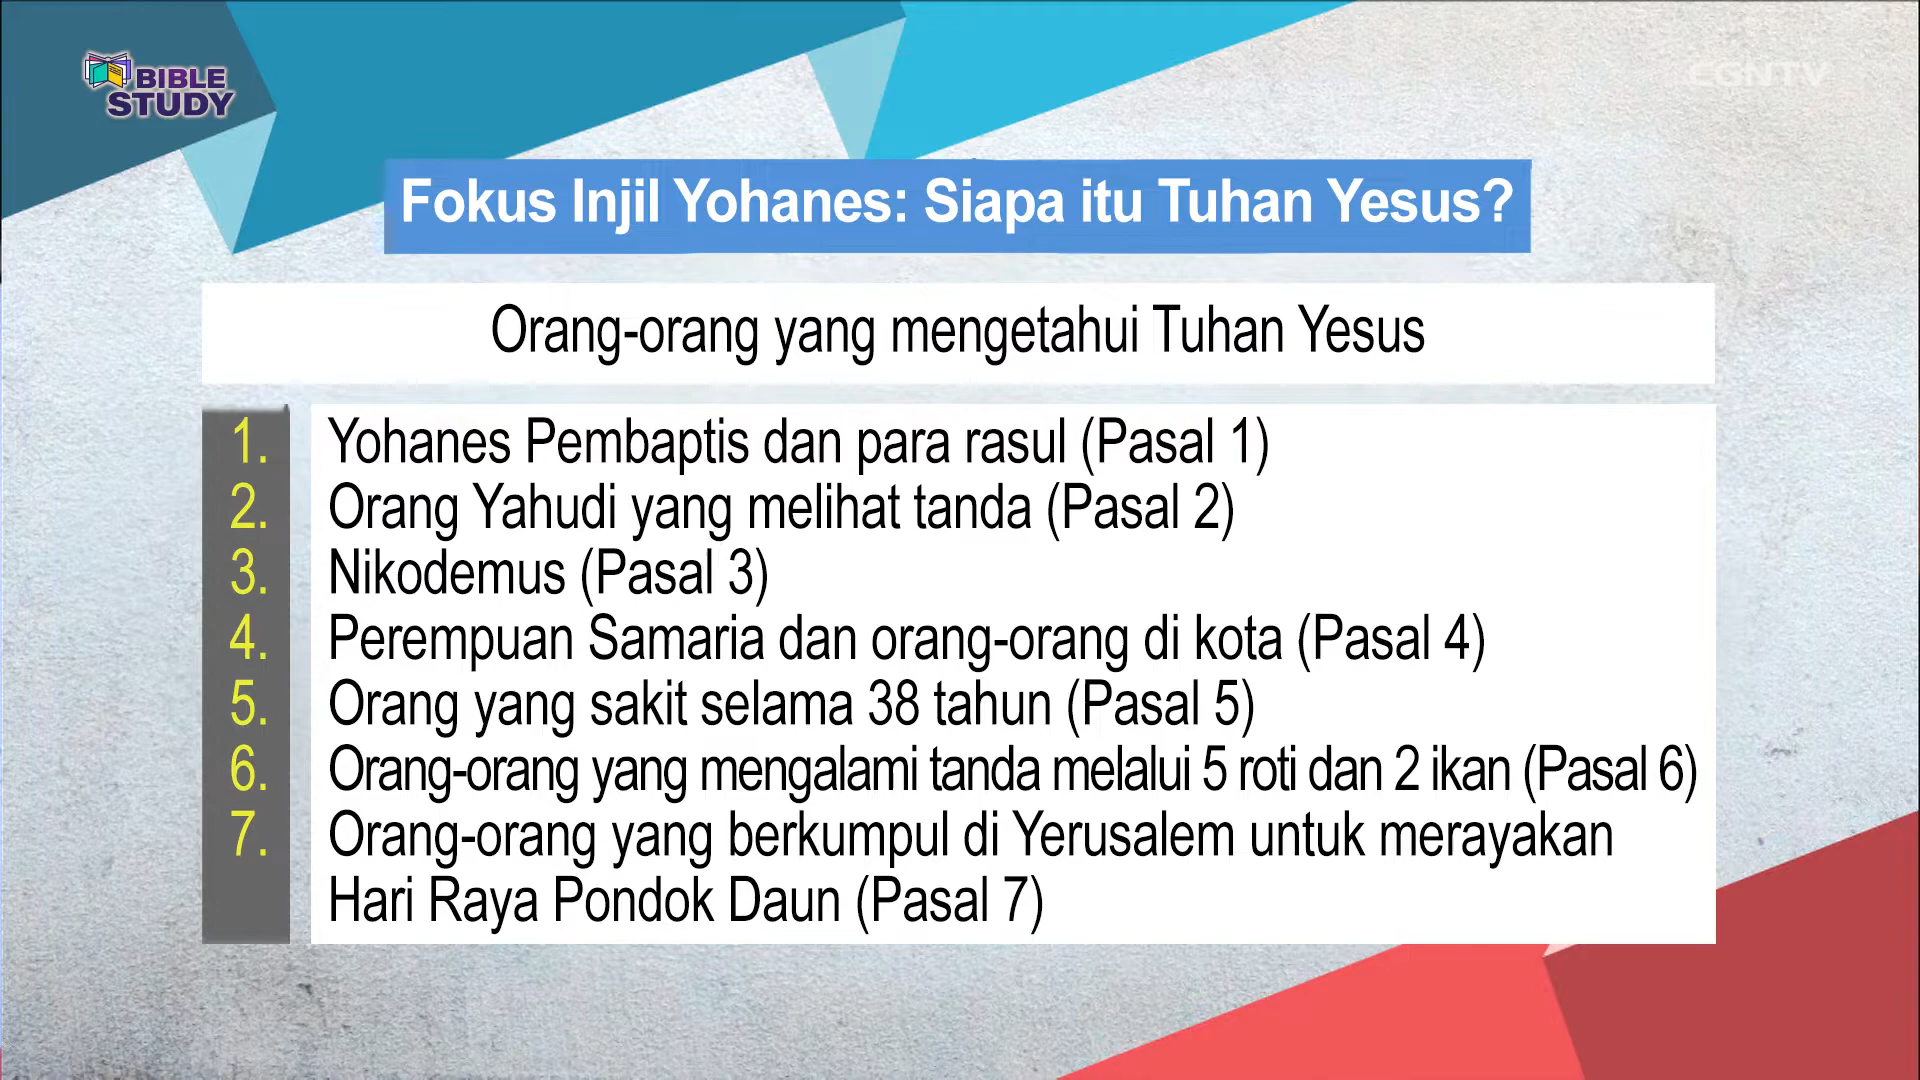 BIBLE
STUDY
CGNTV
Fokus Injil Yohanes: Siapa itu Tuhan Yesus?
Orang-orang yang mengetahui Tuhan Yesus
1. Yohanes Pembaptis dan para rasul (Pasal 1)
2. Orang Yahudi yang melihat tanda (Pasal 2)
3. Nikodemus (Pasal 3)
4. Perempuan Samaria dan orang-orang di kota (Pasal 4)
5. Orang yang sakit selama 38 tahun (Pasal 5)
6. Orang-orang yang mengalami tanda melalui 5 roti dan 2 ikan (Pasal 6)
7. Orang-orang yang berkumpul di Yerusalem untuk merayakan
Hari Raya Pondok Daun (Pasal 7)